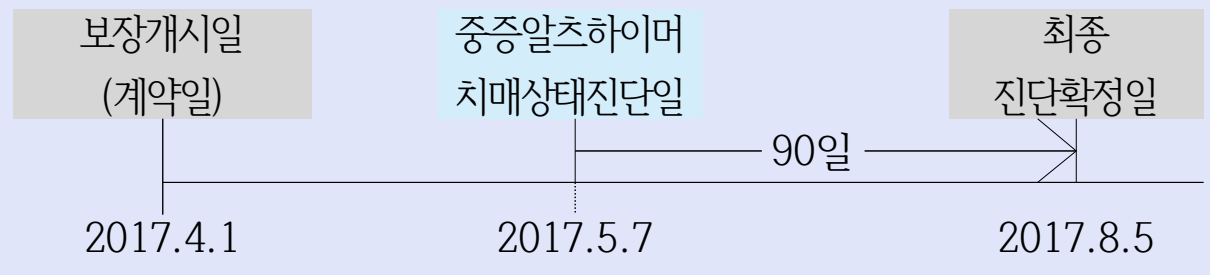 보장개시일
(계약일)
중증알츠하이머
치매상태진단일
최종
진단확정일
90일
2017.4.1
2017.5.7
2017.8.5